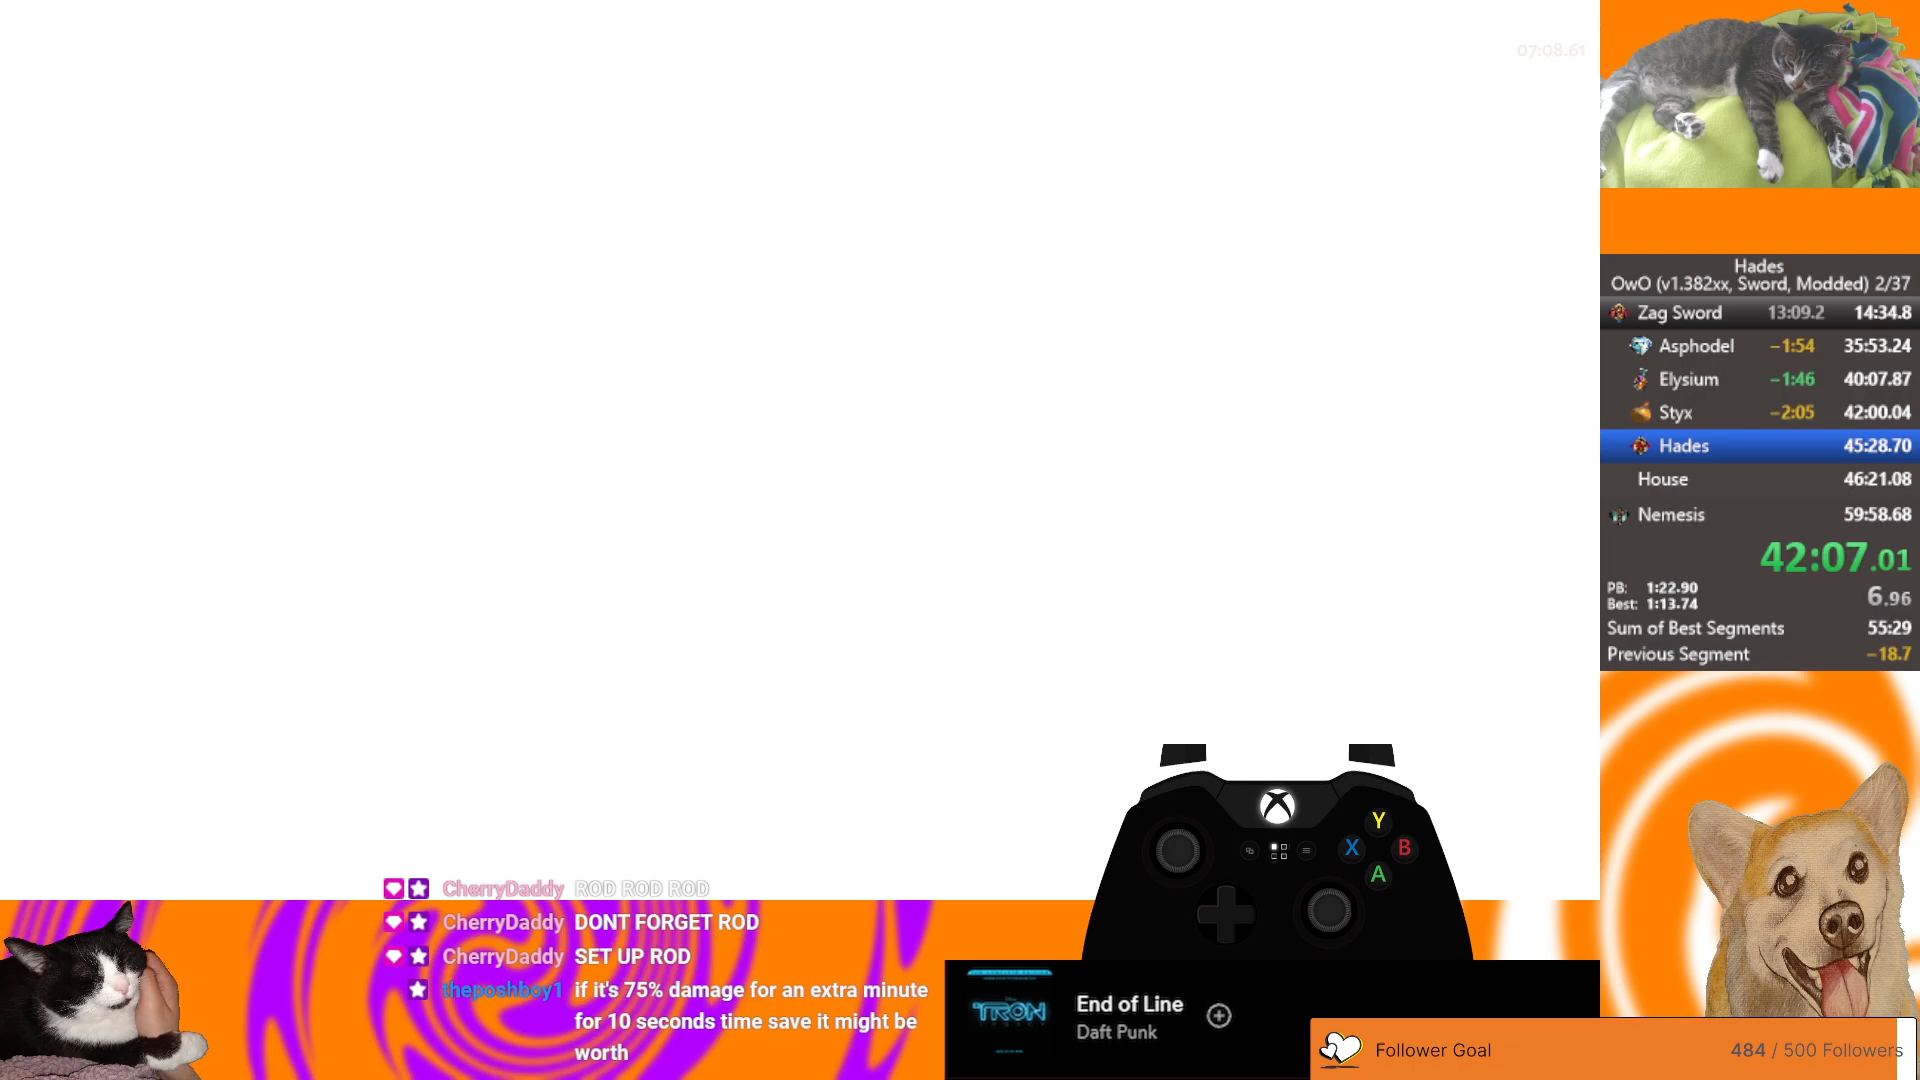 07:08.61
Hades
OwO (v1.382xx, Sword, Modded) 2/37
Zag Sword 13:09.2 14:34.8
Asphodel −1:54 35:53.24
Elysium −1:46 40:07.87
Styx −2:05 42:00.04
Hades 45:28.70
House 46:21.08
Nemesis 59:58.68
42:07.01
PB: 1:22.90
Best: 1:13.74
6.96
Sum of Best Segments 55:29
Previous Segment −18.7
Y
X B
A
CherryDaddy ROD ROD ROD
CherryDaddy DONT FORGET ROD
CherryDaddy SET UP ROD
theposhboy1 if it's 75% damage for an extra minute
for 10 seconds time save it might be
worth
TRON
End of Line
Daft Punk
Follower Goal 484 / 500 Followers